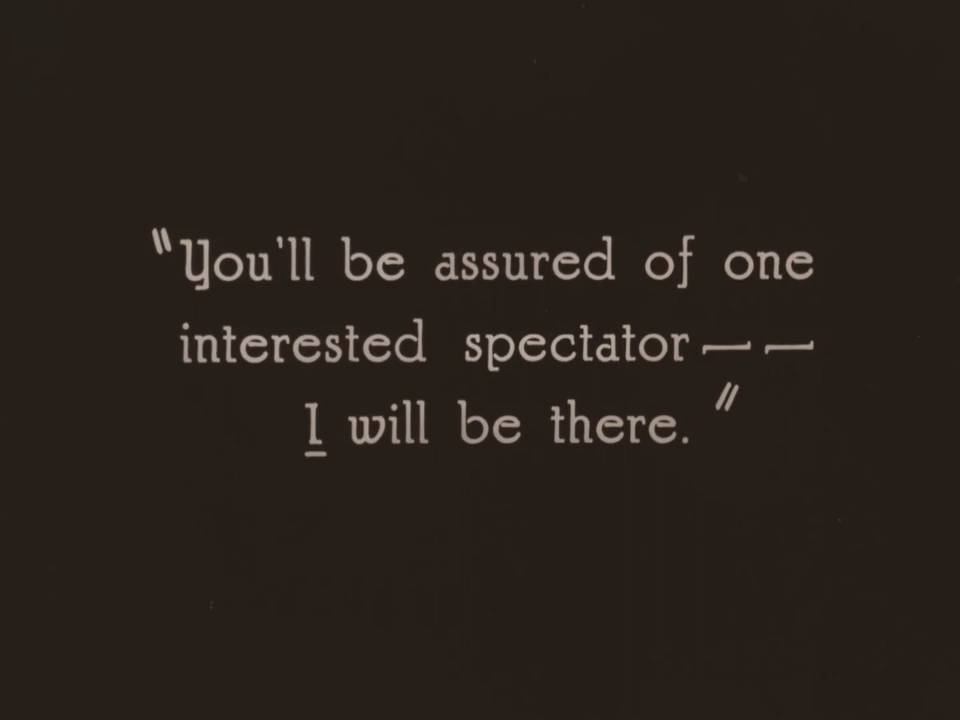 "You'll be assured of one
interested spectator — —
I will be there."